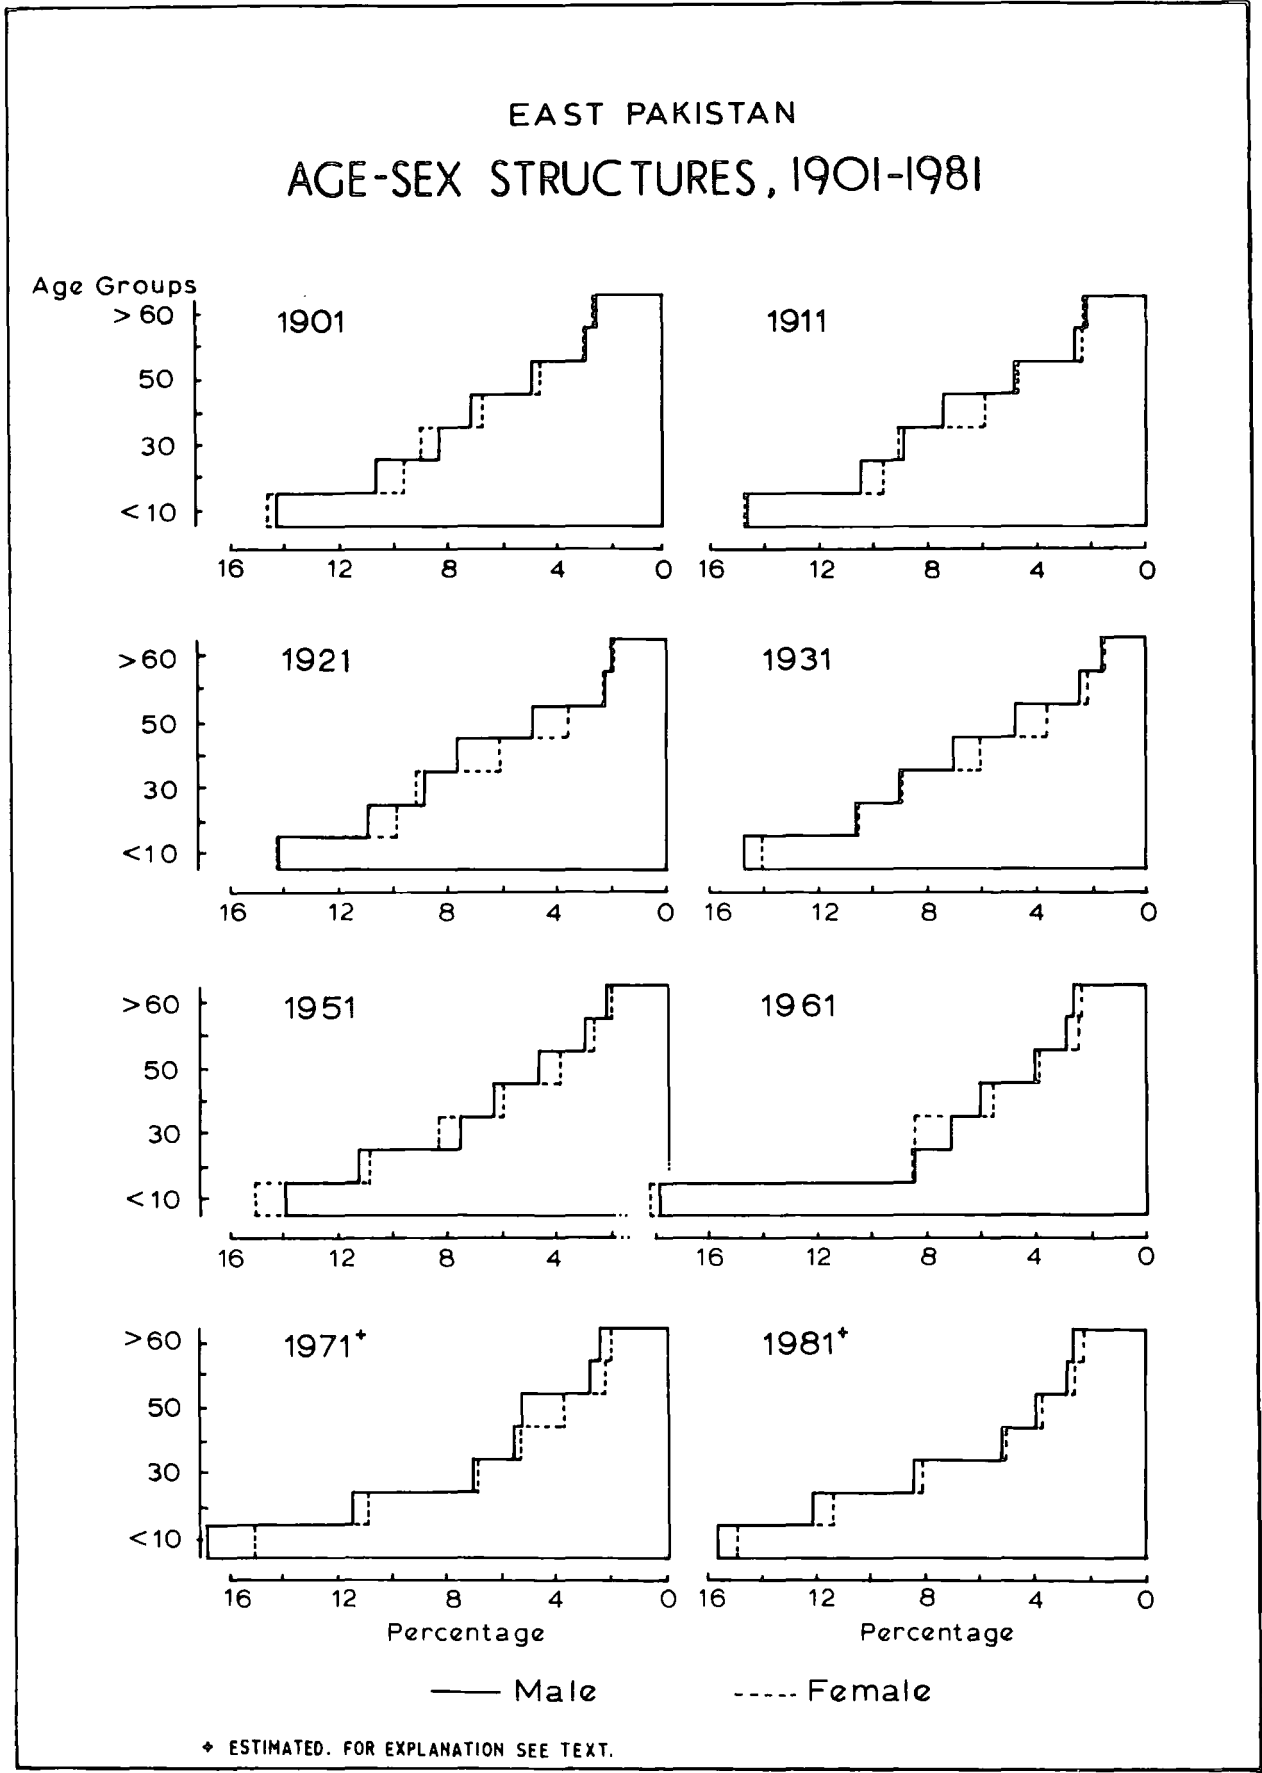 EAST PAKISTAN
AGE-SEX STRUCTURES, 1901-1981
Age Groups
>60
50
30
<10
1901
16 12 8 4 0
1911
16 12 8 4 0
>60
50
30
<10
1921
16 12 8 4 0
1931
16 12 8 4 0
>60
50
30
<10
1951
16 12 8 4
1961
16 12 8 4 0
>60
50
30
<10
1971+
16 12 8 4 0
Percentage
1981+
16 12 8 4 0
Percentage
Male
Female
+ ESTIMATED. FOR EXPLANATION SEE TEXT.